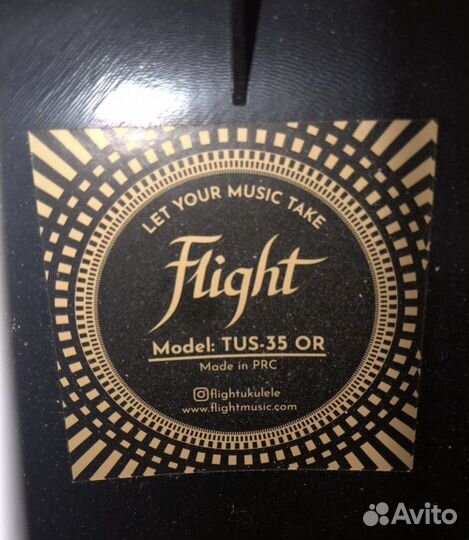 LET YOUR MUSIC TAKE
Flight
Model: TUS-35 OR
Made in PRC
flightukulele
www.flightmusic.com
Avito